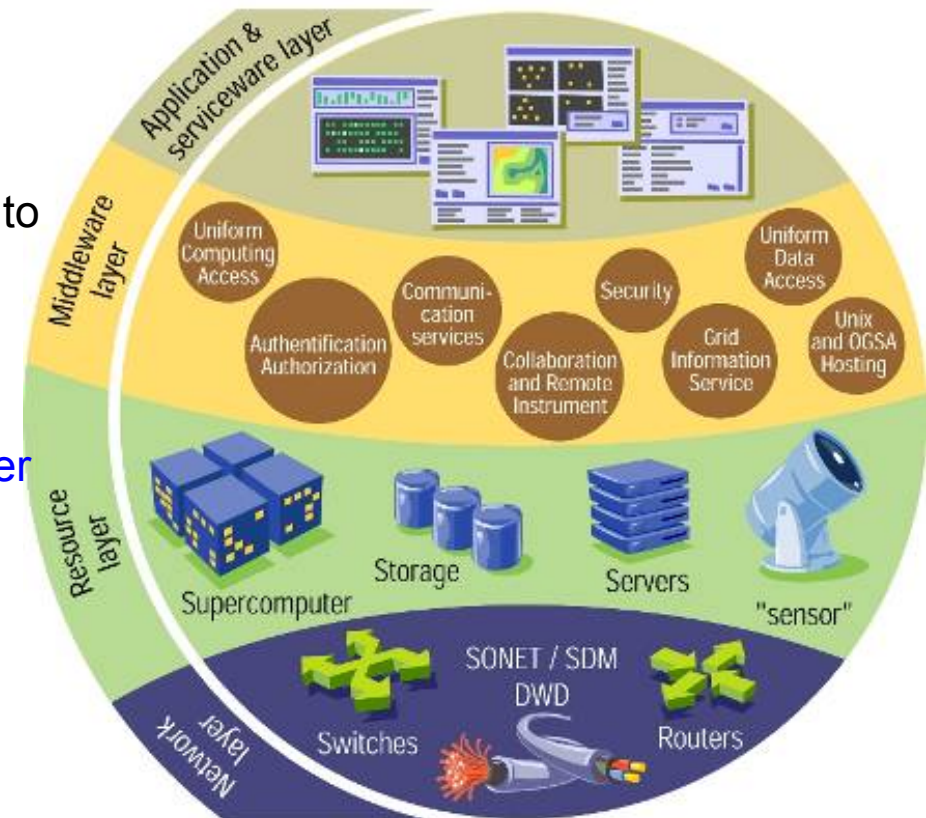 Application &
serviceware layer
to
Middleware
layer
Uniform
Computing
Access
Authentification
Authorization
Communi-
cation
services
Collaboration
and Remote
Instrument
Security
Grid
Information
Service
Uniform
Data
Access
Unix
and OGSA
Hosting
er
Resource
layer
Supercomputer
Storage
Servers
"sensor"
Network
layer
Switches
SONET / SDM
DWD
Routers